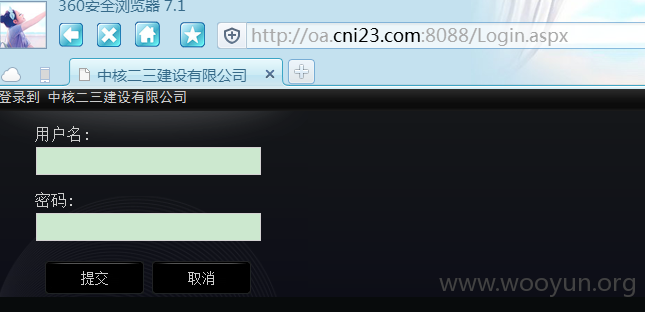 360安全浏览器 7.1
http://oa.cni23.com:8088/Login.aspx
中核二三建设有限公司
登录到 中核二三建设有限公司
用户名:
密码:
提交 取消
www.wooyun.org